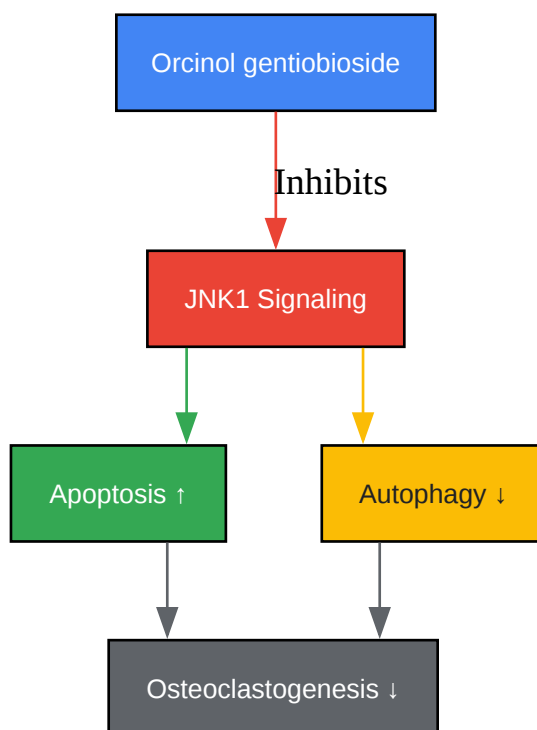 Orcinol gentiobioside
Inhibits
JNK1 Signaling
Apoptosis ↑
Autophagy ↓
Osteoclastogenesis ↓